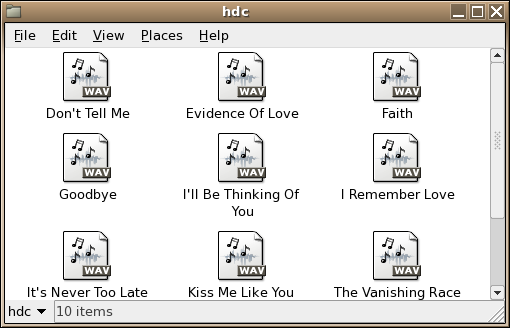 hdc
File Edit View Places Help
WAV WAV WAV
Don't Tell Me Evidence Of Love Faith
WAV WAV WAV
Goodbye I'll Be Thinking Of I Remember Love
You
WAV WAV WAV
It's Never Too Late Kiss Me Like You The Vanishing Race
hdc 10 items